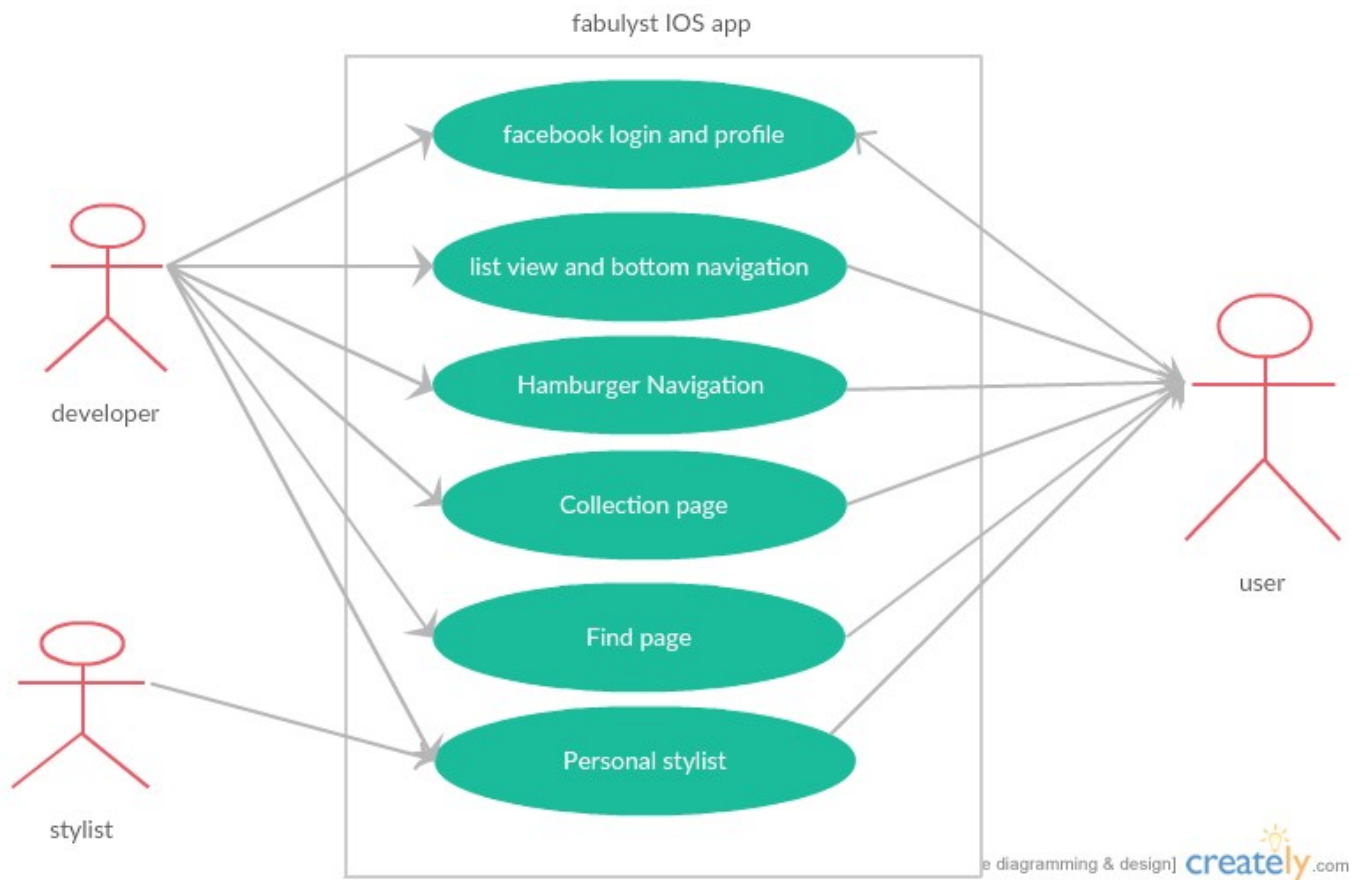 fabulyst IOS app
facebook login and profile
list view and bottom navigation
Hamburger Navigation
developer
Collection page
user
Find page
Personal stylist
stylist
e diagramming & design] creately.com